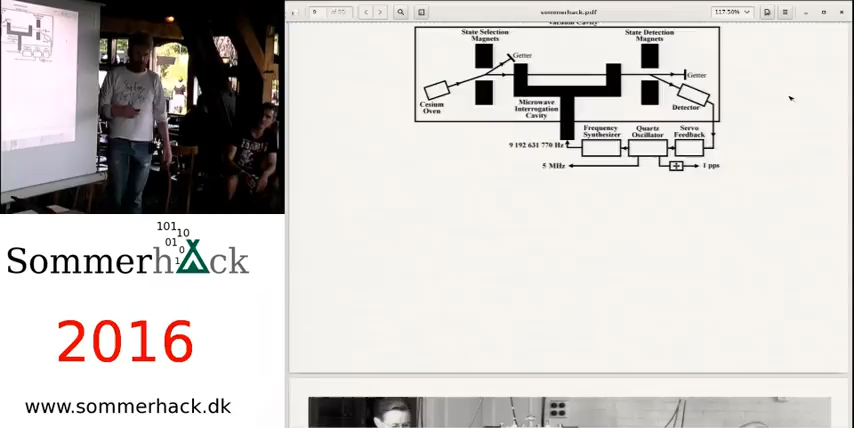 6
sommerhack.pdf
117.50%
Vacuum Cavity
State Selection
Magnets
State Detection
Magnets
Getter
Getter
Cesium
Oven
Microwave
Interrogation
Cavity
Detector
Frequency
Synthesizer
Quartz
Oscillator
Servo
Feedback
9 192 631 770 Hz
5 MHz
1 pps
101
10
01
0
1
Sommerhack
2016
www.sommerhack.dk